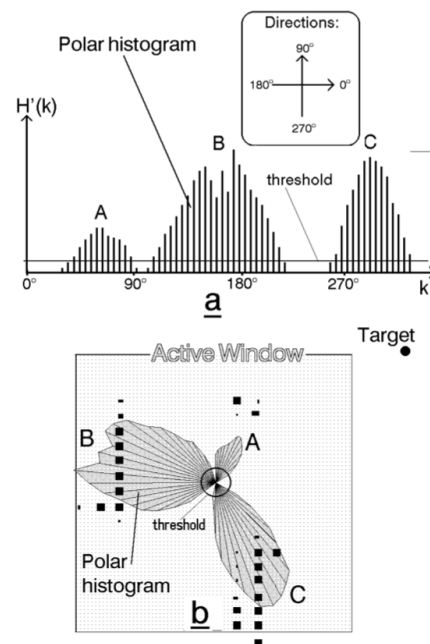 Directions:
90°
180°
0°
270°
Polar histogram
H'(k)
A
B
C
threshold
0°
90°
180°
270°
k
a
Target
Active Window
B
A
threshold
Polar
histogram
C
b